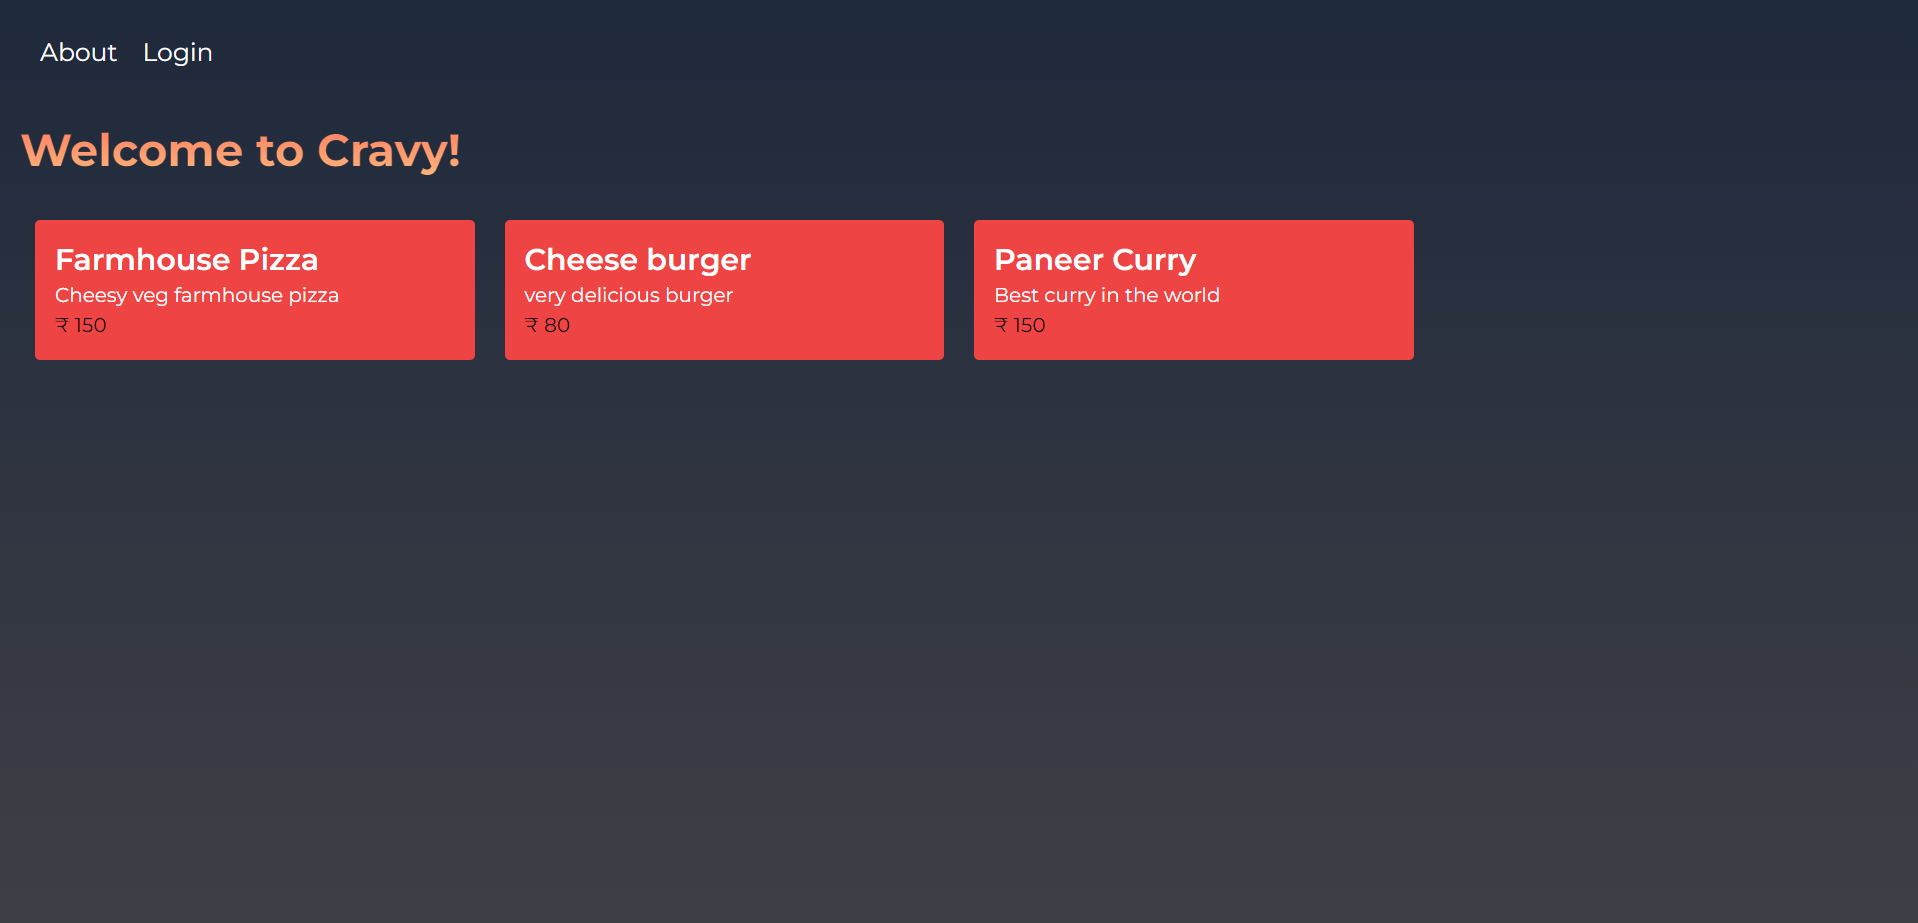 About Login
Welcome to Cravy!
Farmhouse Pizza
Cheesy veg farmhouse pizza
₹ 150
Cheese burger
very delicious burger
₹ 80
Paneer Curry
Best curry in the world
₹ 150